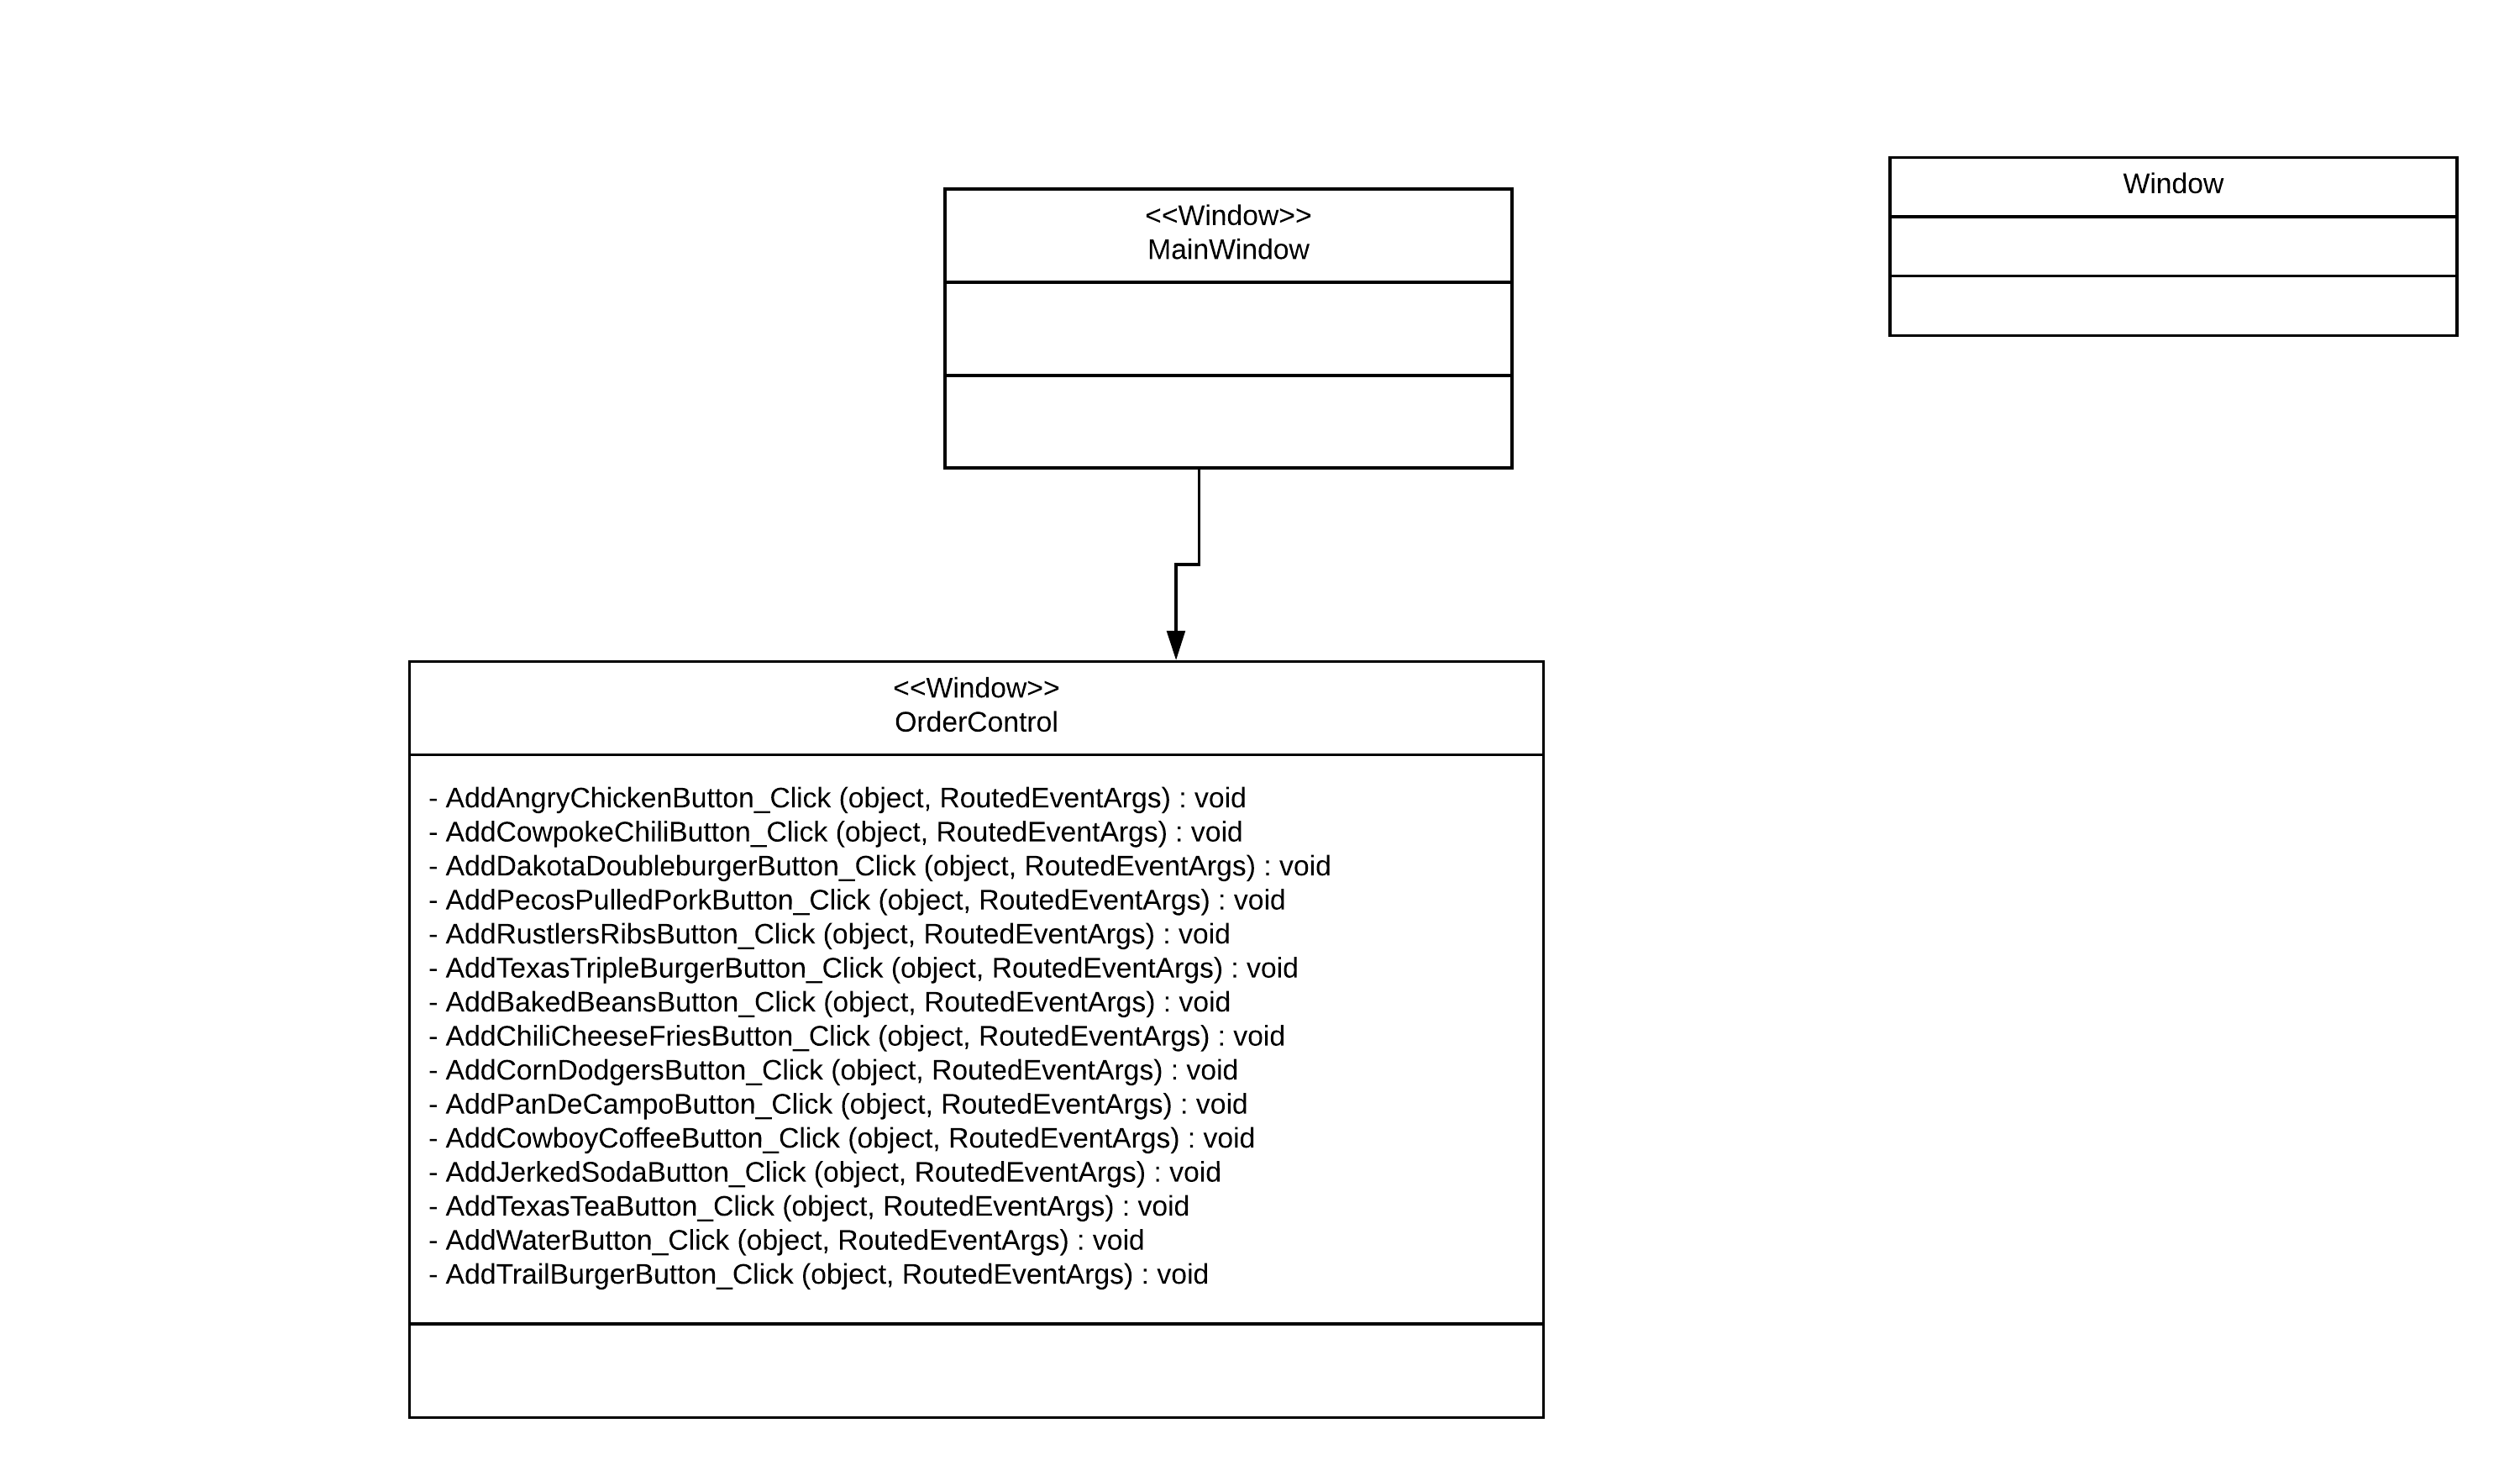 Window
<<Window>>
MainWindow
<<Window>>
OrderControl
- AddAngryChickenButton_Click (object, RoutedEventArgs) : void
- AddCowpokeChiliButton_Click (object, RoutedEventArgs) : void
- AddDakotaDoubleburgerButton_Click (object, RoutedEventArgs) : void
- AddPecosPulledPorkButton_Click (object, RoutedEventArgs) : void
- AddRustlersRibsButton_Click (object, RoutedEventArgs) : void
- AddTexasTripleBurgerButton_Click (object, RoutedEventArgs) : void
- AddBakedBeansButton_Click (object, RoutedEventArgs) : void
- AddChiliCheeseFriesButton_Click (object, RoutedEventArgs) : void
- AddCornDodgersButton_Click (object, RoutedEventArgs) : void
- AddPanDeCampoButton_Click (object, RoutedEventArgs) : void
- AddCowboyCoffeeButton_Click (object, RoutedEventArgs) : void
- AddJerkedSodaButton_Click (object, RoutedEventArgs) : void
- AddTexasTeaButton_Click (object, RoutedEventArgs) : void
- AddWaterButton_Click (object, RoutedEventArgs) : void
- AddTrailBurgerButton_Click (object, RoutedEventArgs) : void